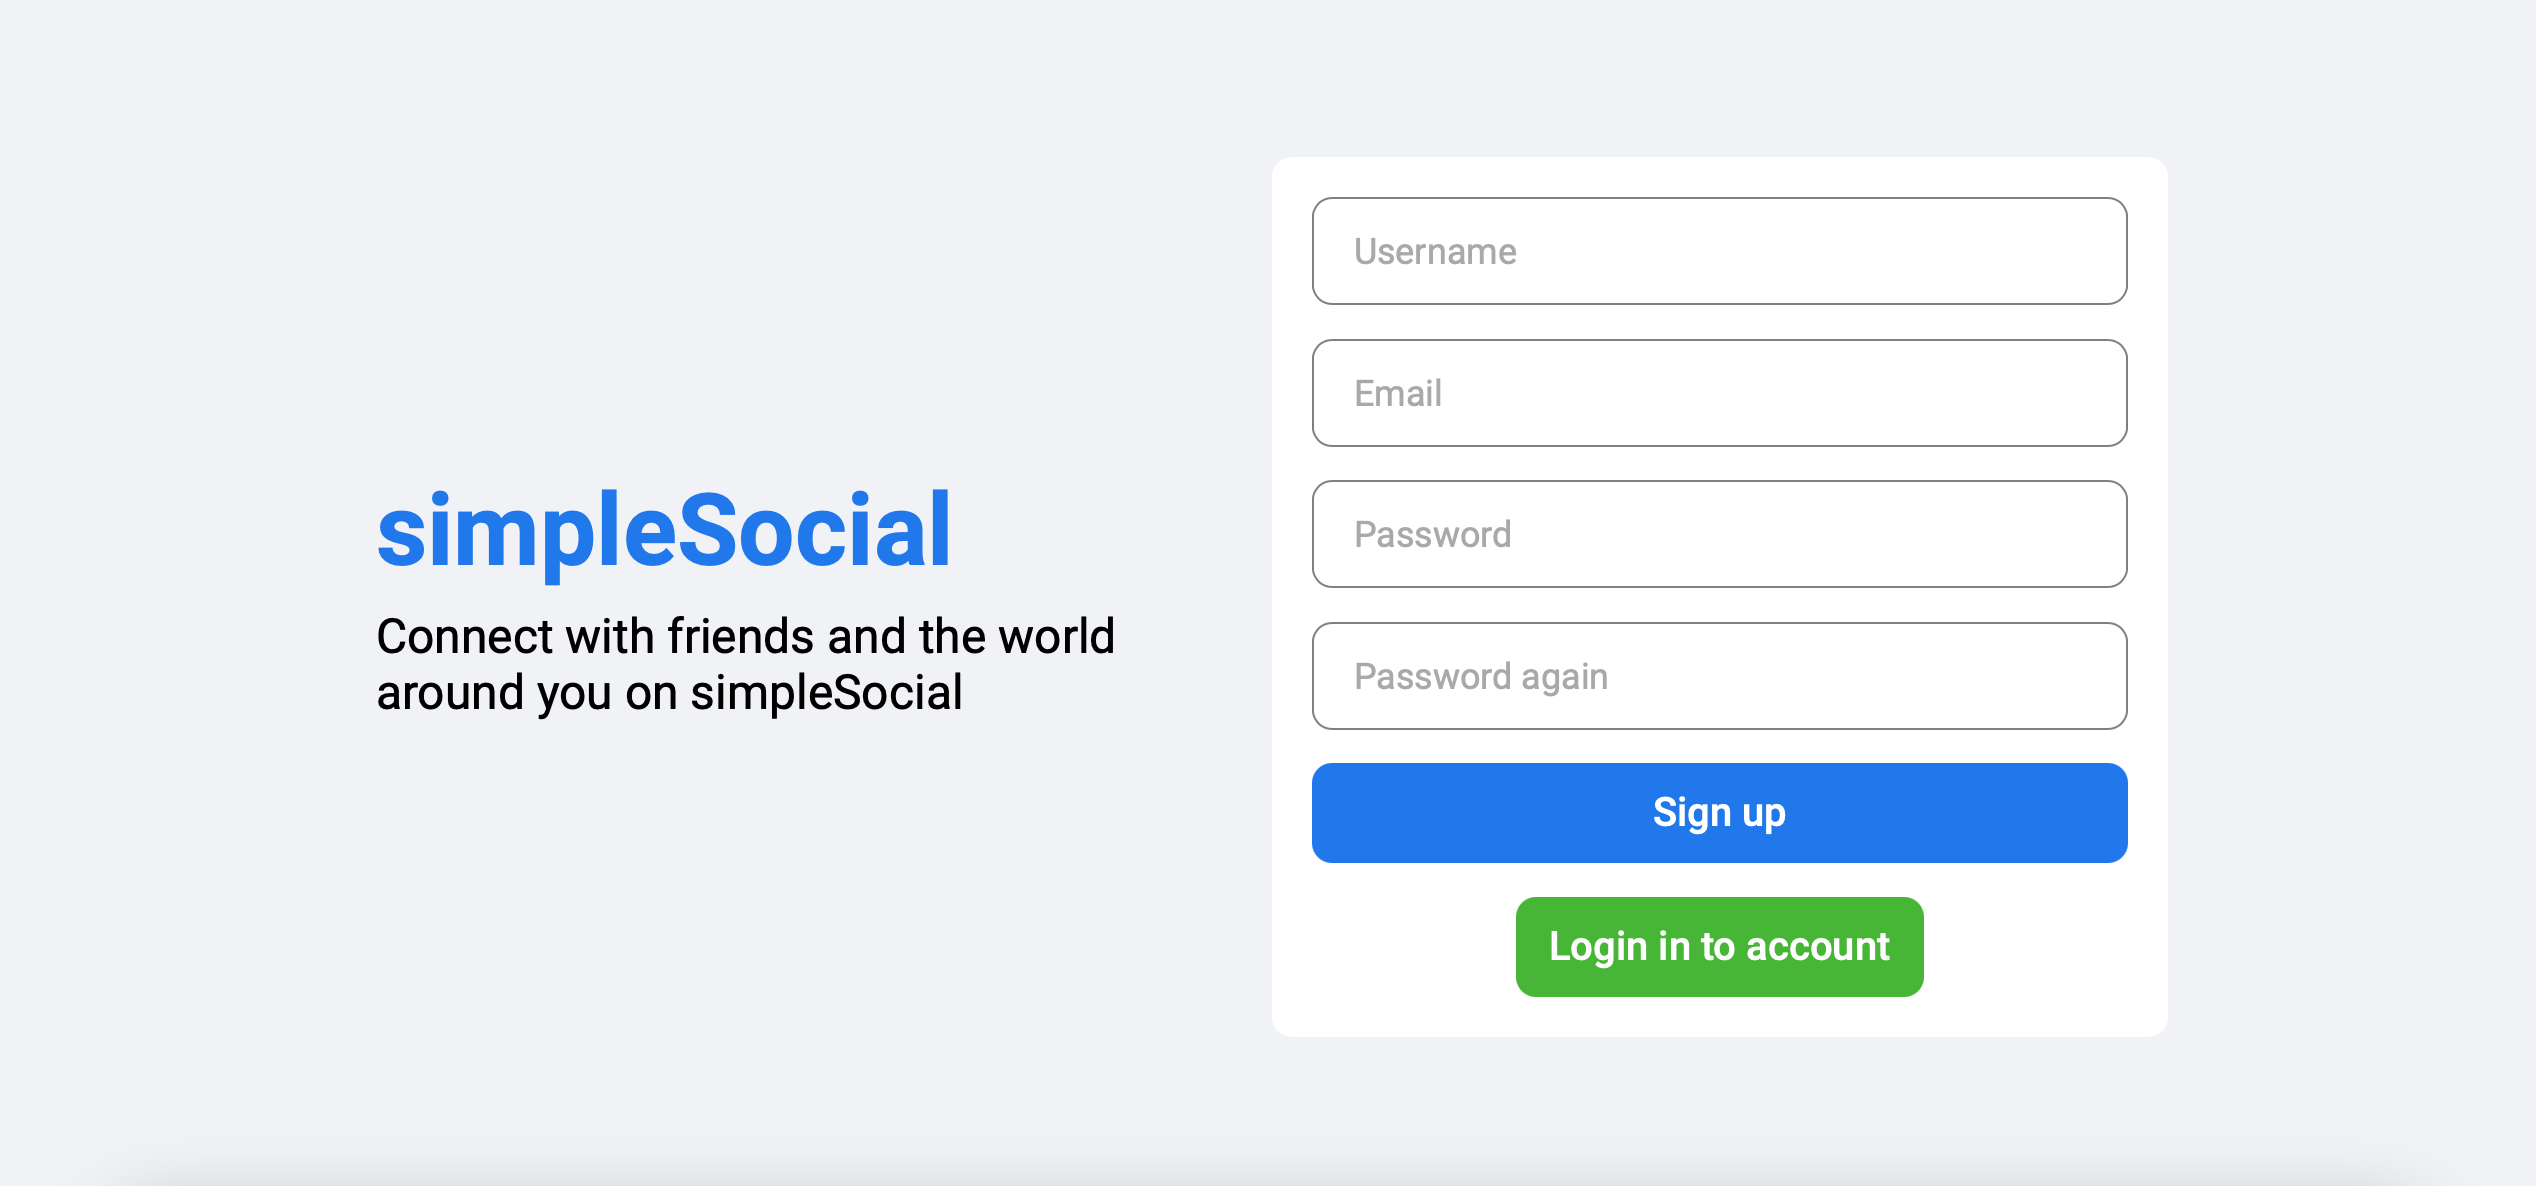 simpleSocial
Connect with friends and the world
around you on simpleSocial
Username
Email
Password
Password again
Sign up
Login in to account